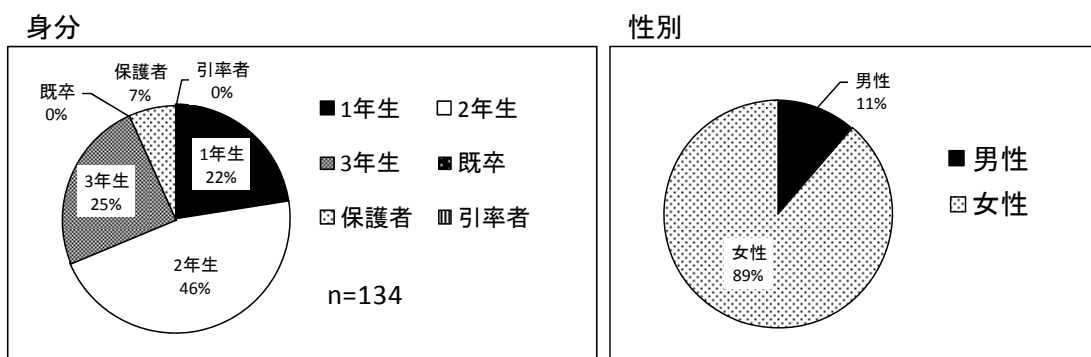 身分
保護者
7%
引率者
0%
既卒
0%
1年生
22%
3年生
25%
2年生
46%
1年生
2年生
3年生
既卒
保護者
引率者
n=134
性別
男性
11%
女性
89%
男性
女性